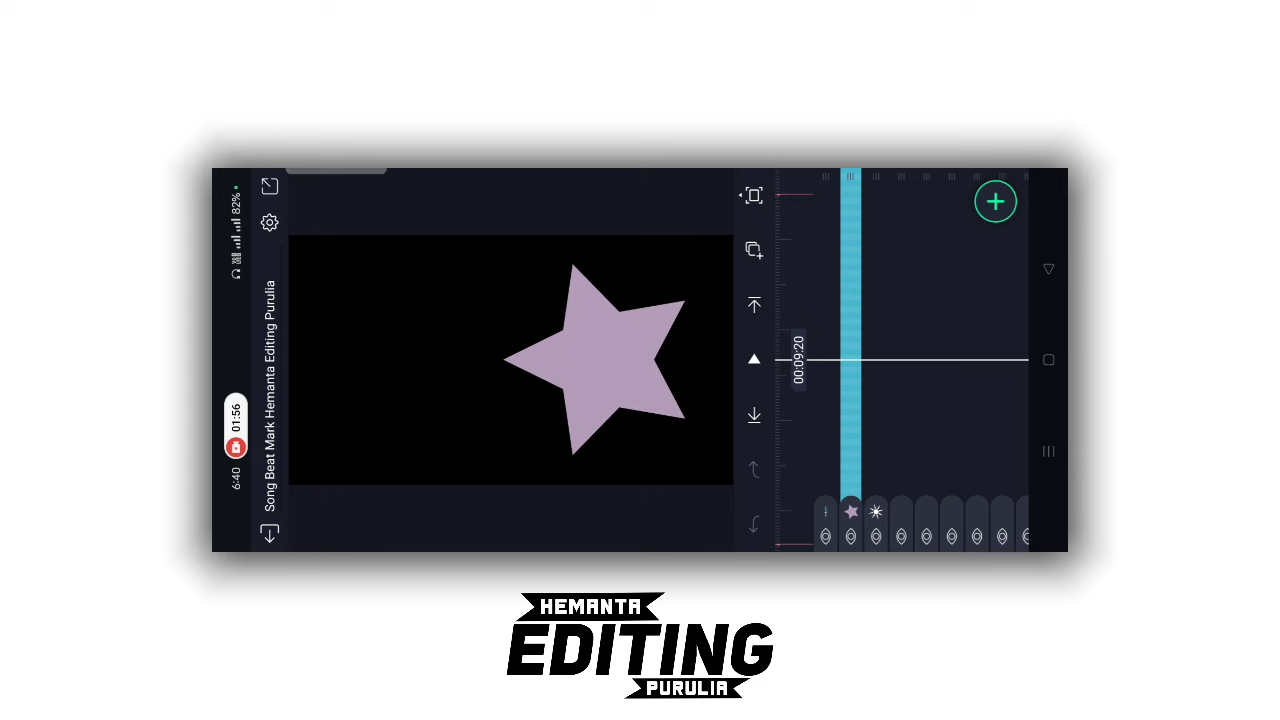 6:40
01:56
82%
Song Beat Mark Hemanta Editing Purulia
00:09:20
HEMANTA
EDITING
PURULIA